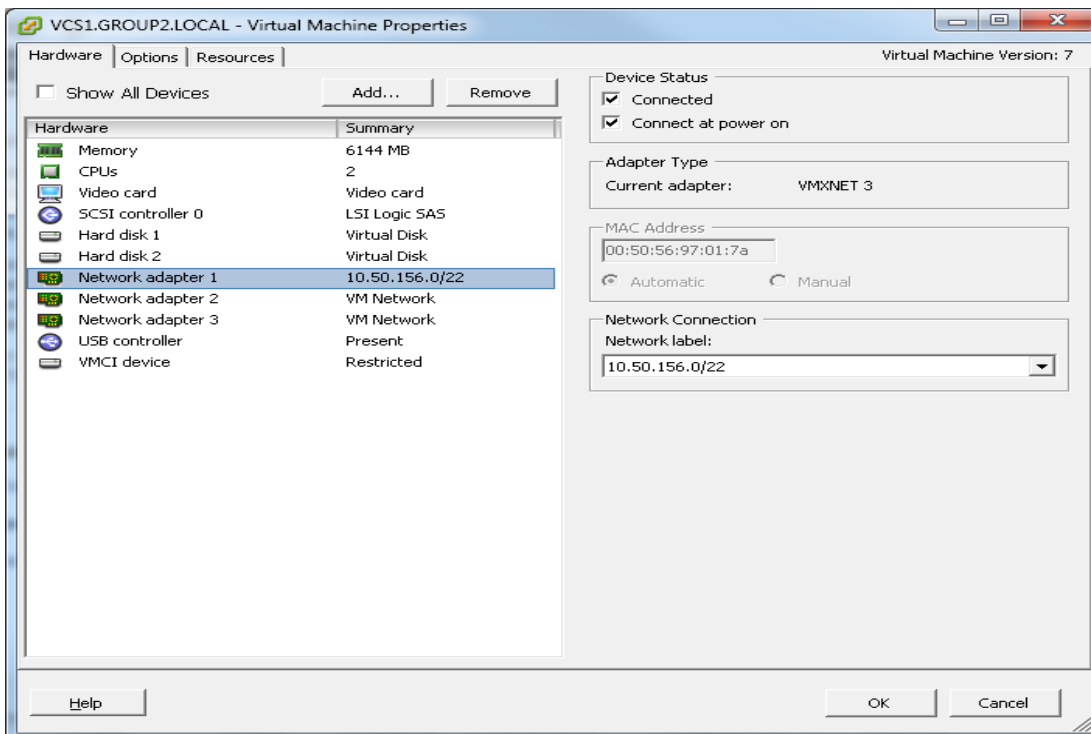 VCS1.GROUP2.LOCAL - Virtual Machine Properties
Hardware Options Resources
Virtual Machine Version: 7
Show All Devices
Add... Remove
Hardware Summary
Memory 6144 MB
CPUs 2
Video card Video card
SCSI controller 0 LSI Logic SAS
Hard disk 1 Virtual Disk
Hard disk 2 Virtual Disk
Network adapter 1 10.50.156.0/22
Network adapter 2 VM Network
Network adapter 3 VM Network
USB controller Present
VMCI device Restricted
Device Status
Connected
Connect at power on
Adapter Type
Current adapter: VMXNET 3
MAC Address
00:50:56:97:01:7a
Automatic Manual
Network Connection
Network label:
10.50.156.0/22
Help
OK Cancel